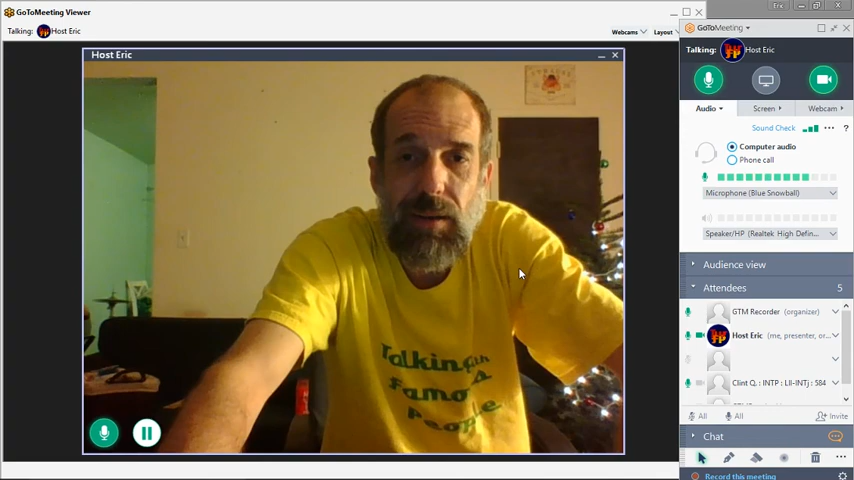 Eric
GoToMeeting Viewer
Talking: Host Eric
Webcams
Layout
Host Eric
Talking with
Famous
People
GoToMeeting
Talking: Host Eric
Audio
Screen
Webcam
Sound Check
?
Computer audio
Phone call
Microphone (Blue Snowball)
Speaker/HP (Realtek High Defin...
Audience view
Attendees 5
GTM Recorder (organizer)
Host Eric (me, presenter, or...
Clint Q. : INTP : LII-INTj : 584
All
All
Invite
Chat
Record this meeting